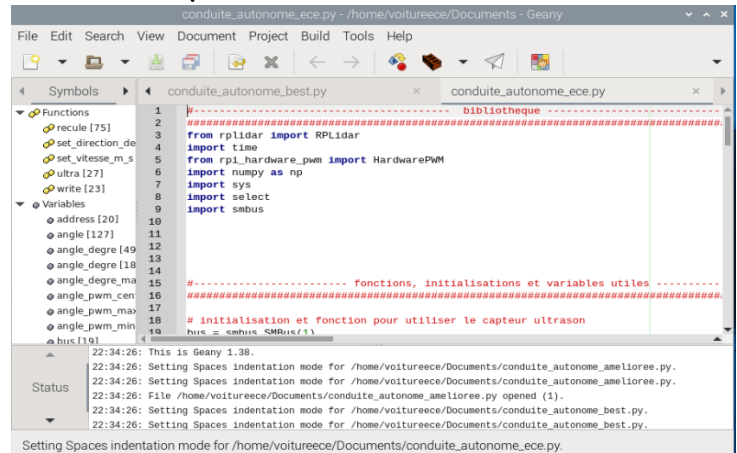 conduite_autonome_ece.py - /home/voitureece/Documents - Geany
File Edit Search View Document Project Build Tools Help
Symbols
conduite_autonome_best.py
conduite_autonome_ece.py
Functions
recule [75]
set_direction_de
set_vitesse_m_s
ultra [27]
write [23]
Variables
address [20]
angle [127]
angle_degre [49
angle_degre [18
angle_degre_ma
angle_pwm_cen
angle_pwm_max
angle_pwm_min
bus [19]
1 #---------------------------------------- bibliotheque ---------------------------
2 ###################################################################################
3 from rplidar import RPLidar
4 import time
5 from rpi_hardware_pwm import HardwarePWM
6 import numpy as np
7 import sys
8 import select
9 import smbus
10
11
12
13
14
15 #------------------------ fonctions, initialisations et variables utiles ----------
16 ###################################################################################
17
18 # initialisation et fonction pour utiliser le capteur ultrason
19 bus = smbus.SMBus(1)
Status
22:34:26: This is Geany 1.38.
22:34:26: Setting Spaces indentation mode for /home/voitureece/Documents/conduite_autonome_amelioree.py.
22:34:26: Setting Spaces indentation mode for /home/voitureece/Documents/conduite_autonome_amelioree.py.
22:34:26: File /home/voitureece/Documents/conduite_autonome_amelioree.py opened (1).
22:34:26: Setting Spaces indentation mode for /home/voitureece/Documents/conduite_autonome_best.py.
22:34:26: Setting Spaces indentation mode for /home/voitureece/Documents/conduite_autonome_best.py.
Setting Spaces indentation mode for /home/voitureece/Documents/conduite_autonome_ece.py.